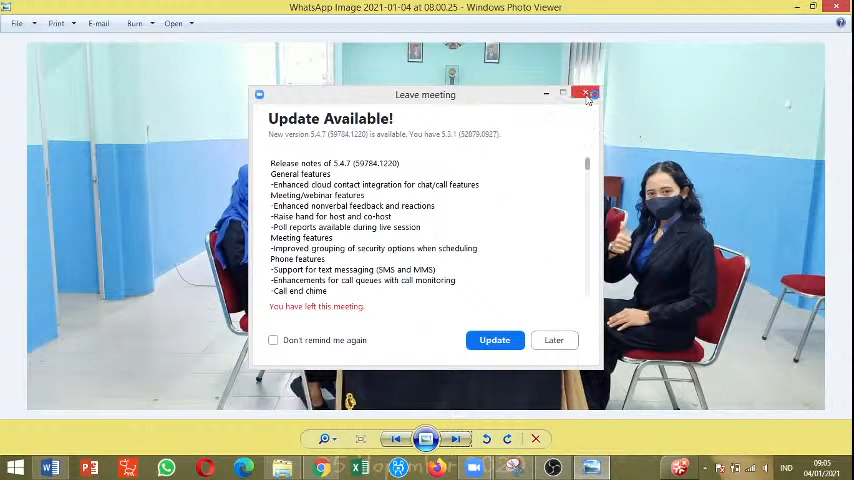 WhatsApp Image 2021-01-04 at 08.00.25 - Windows Photo Viewer
File Print E-mail Burn Open
Leave meeting
Update Available!
New version 5.4.7 (59784.1220) is available. You have 5.3.1 (52879.0927).
Release notes of 5.4.7 (59784.1220)
General features
-Enhanced cloud contact integration for chat/call features
Meeting/webinar features
-Enhanced nonverbal feedback and reactions
-Raise hand for host and co-host
-Poll reports available during live session
Meeting features
-Improved grouping of security options when scheduling
Phone features
-Support for text messaging (SMS and MMS)
-Enhancements for call queues with call monitoring
-Call end chime
You have left this meeting.
Don't remind me again
Update
Later
IND
09:05
04/01/2021